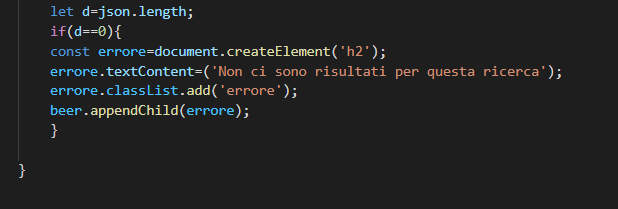 let d=json.length;
if(d==0){
const errore=document.createElement('h2');
errore.textContent=('Non ci sono risultati per questa ricerca');
errore.classList.add('errore');
beer.appendChild(errore);
}
}